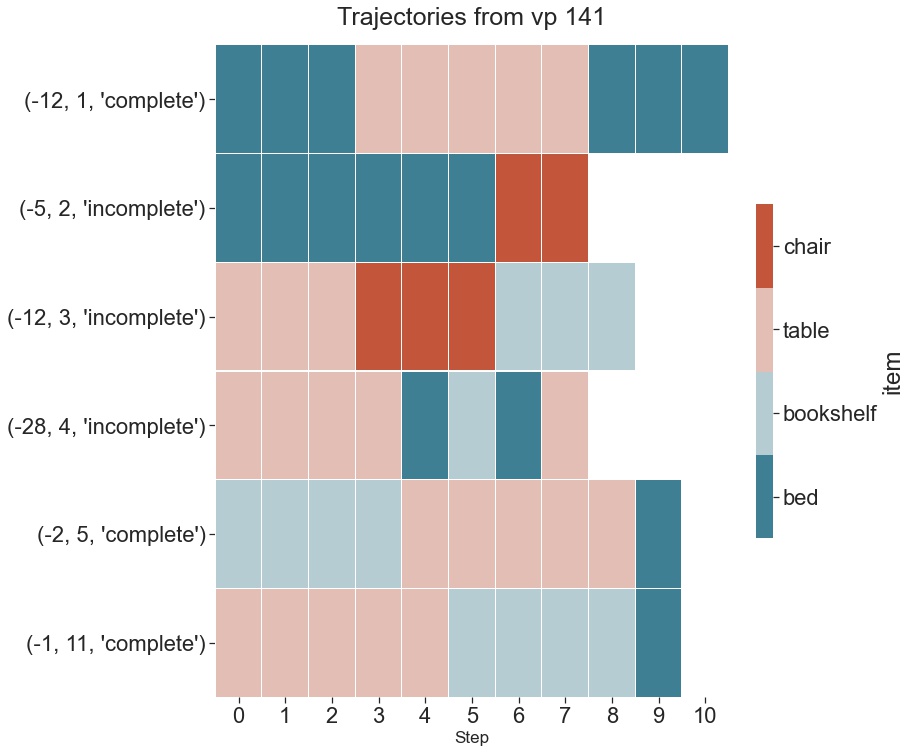 Trajectories from vp 141
(-12, 1, 'complete')
(-5, 2, 'incomplete')
(-12, 3, 'incomplete')
(-28, 4, 'incomplete')
(-2, 5, 'complete')
(-1, 11, 'complete')
0 1 2 3 4 5 6 7 8 9 10
Step
chair
table
bookshelf
bed
item